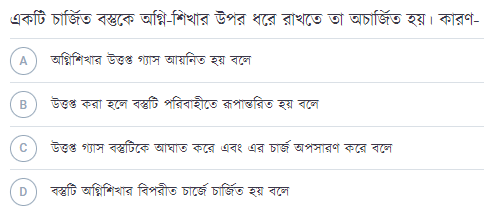 একটি চার্জিত বস্তুকে অগ্নি-শিখার উপর ধরে রাখতে তা অচার্জিত হয়। কারণ-
A অগ্নিশিখার উত্তপ্ত গ্যাস আয়নিত হয় বলে
B উত্তপ্ত করা হলে বস্তুটি পরিবাহীতে রূপান্তরিত হয় বলে
C উত্তপ্ত গ্যাস বস্তুটিকে আঘাত করে এবং এর চার্জ অপসারণ করে বলে
D বস্তুটি অগ্নিশিখার বিপরীত চার্জে চার্জিত হয় বলে